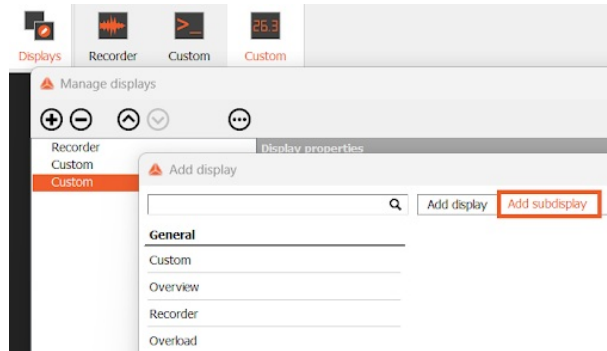 26.3
Displays Recorder Custom Custom
Manage displays
Recorder
Display properties
Custom
Custom
Add display
Add display Add subdisplay
General
Custom
Overview
Recorder
Overload